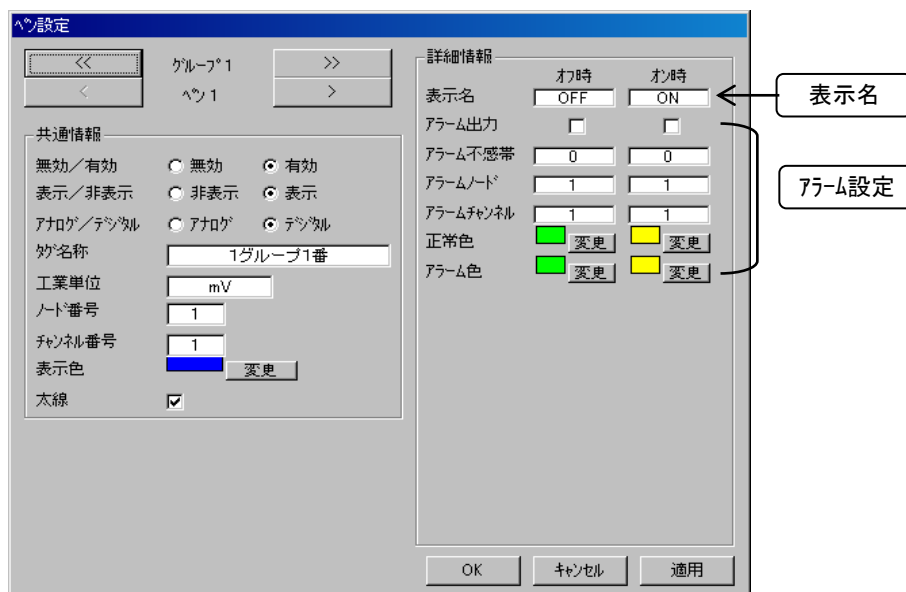 ペン設定
<<
ｸﾞﾙｰﾌﾟ1
>>
<
ﾍﾟﾝ1
>
共通情報
無効／有効 無効 有効
表示／非表示 非表示 表示
ｱﾅﾛｸﾞ／ﾃﾞｼﾞﾀﾙ ｱﾅﾛｸﾞ ﾃﾞｼﾞﾀﾙ
ﾀｸﾞ名称 1グループ1番
工業単位 mV
ﾉｰﾄﾞ番号 1
ﾁｬﾝﾈﾙ番号 1
表示色 変更
太線
詳細情報
ｵﾌ時 ｵﾝ時
表示名 OFF ON
ｱﾗｰﾑ出力
ｱﾗｰﾑ不感帯 0 0
ｱﾗｰﾑﾉｰﾄﾞ 1 1
ｱﾗｰﾑﾁｬﾝﾈﾙ 1 1
正常色 変更 変更
ｱﾗｰﾑ色 変更 変更
OK ｷｬﾝｾﾙ 適用
表示名
ｱﾗｰﾑ設定